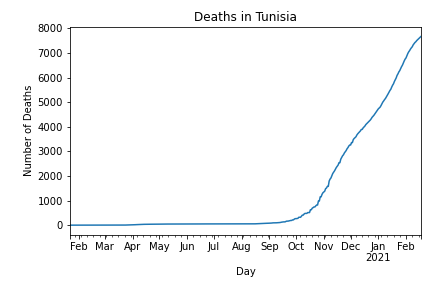 Deaths in Tunisia
8000
7000
6000
5000
4000
3000
2000
1000
0
Number of Deaths
Feb Mar Apr May Jun Jul Aug Sep Oct Nov Dec Jan Feb
2021
Day